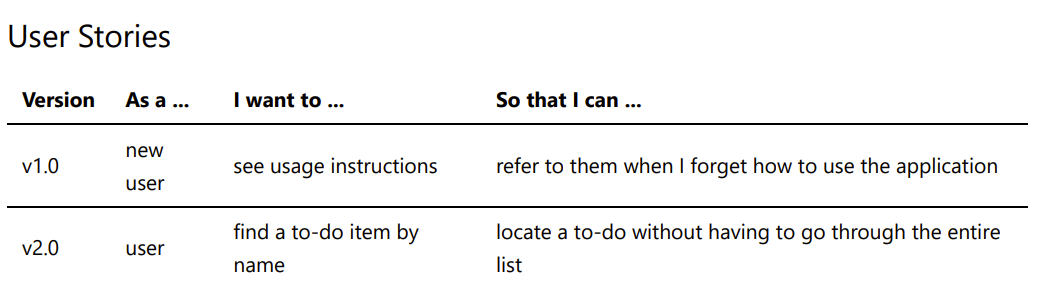 User Stories
Version As a ... I want to ... So that I can ...
v1.0 new user see usage instructions refer to them when I forget how to use the application
v2.0 user find a to-do item by name locate a to-do without having to go through the entire list